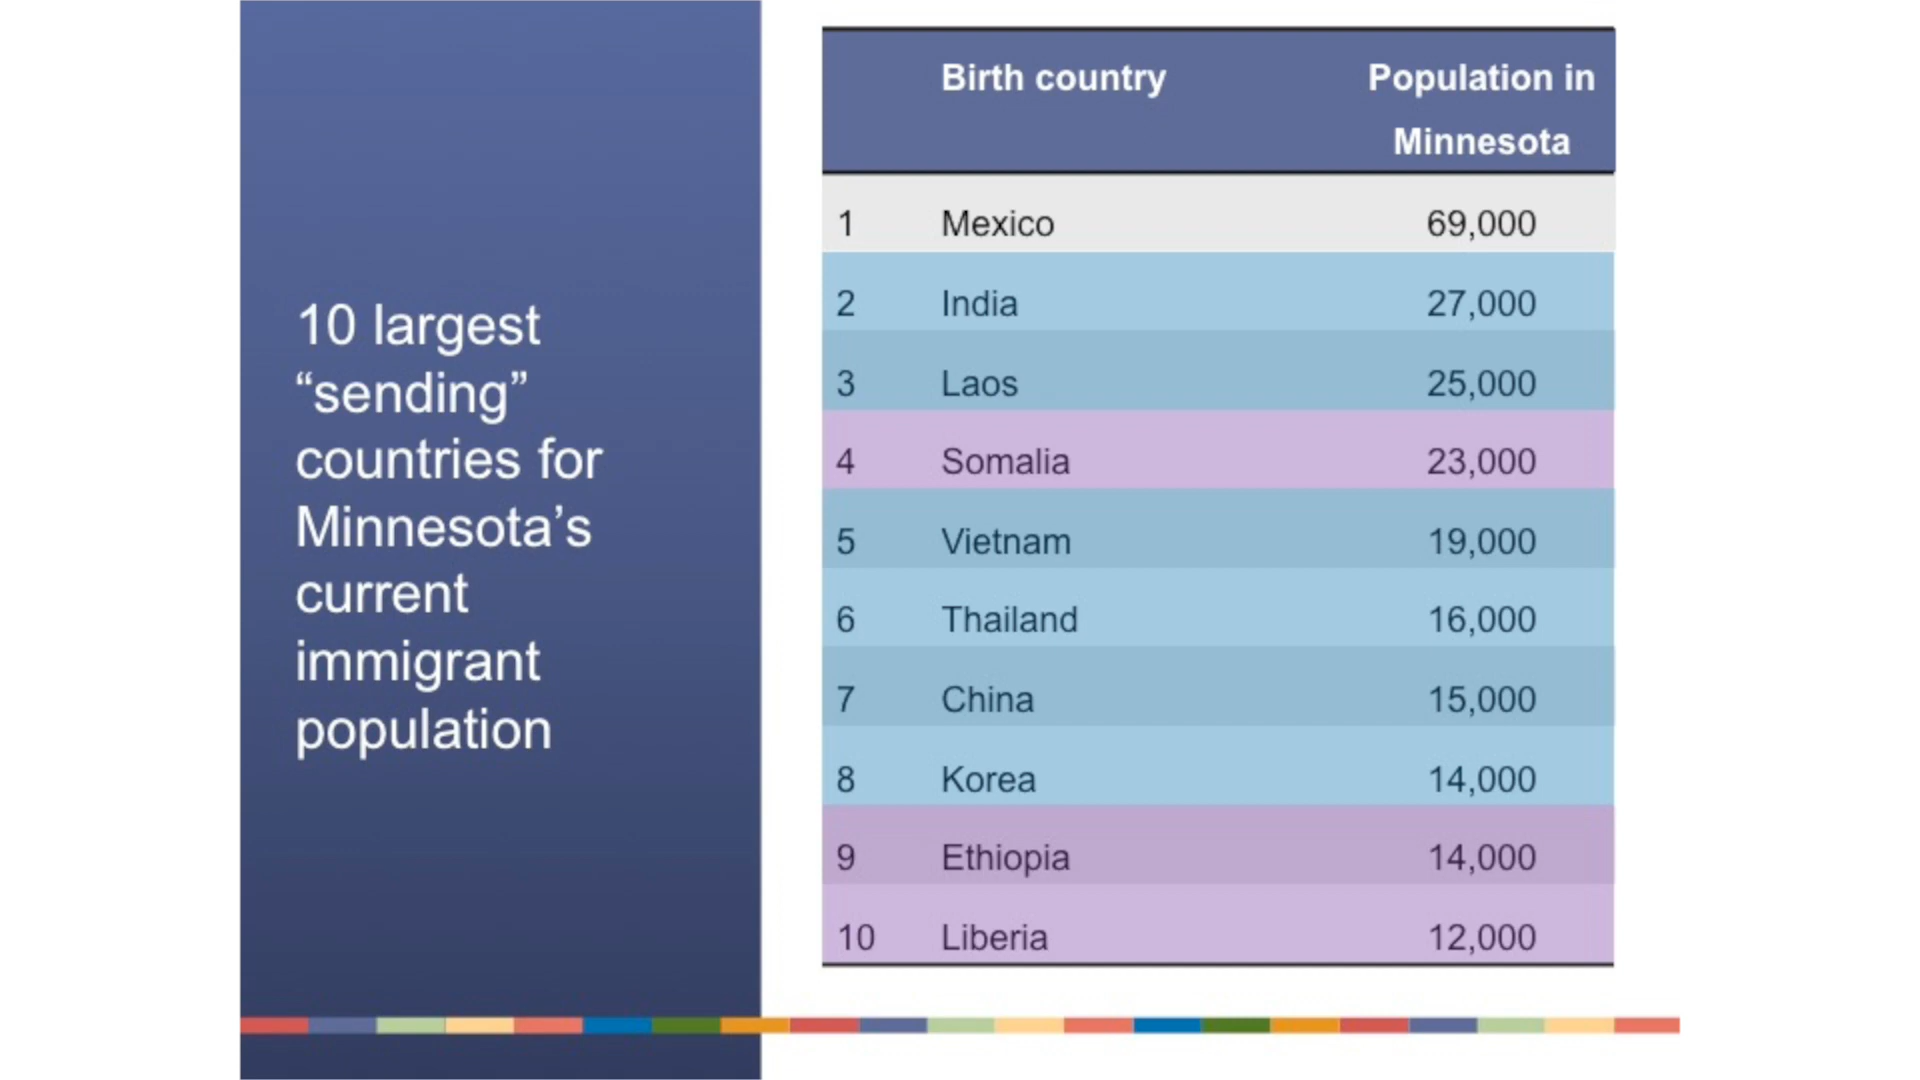 10 largest
“sending”
countries for
Minnesota’s
current
immigrant
population
Birth country Population in
Minnesota
1 Mexico 69,000
2 India 27,000
3 Laos 25,000
4 Somalia 23,000
5 Vietnam 19,000
6 Thailand 16,000
7 China 15,000
8 Korea 14,000
9 Ethiopia 14,000
10 Liberia 12,000